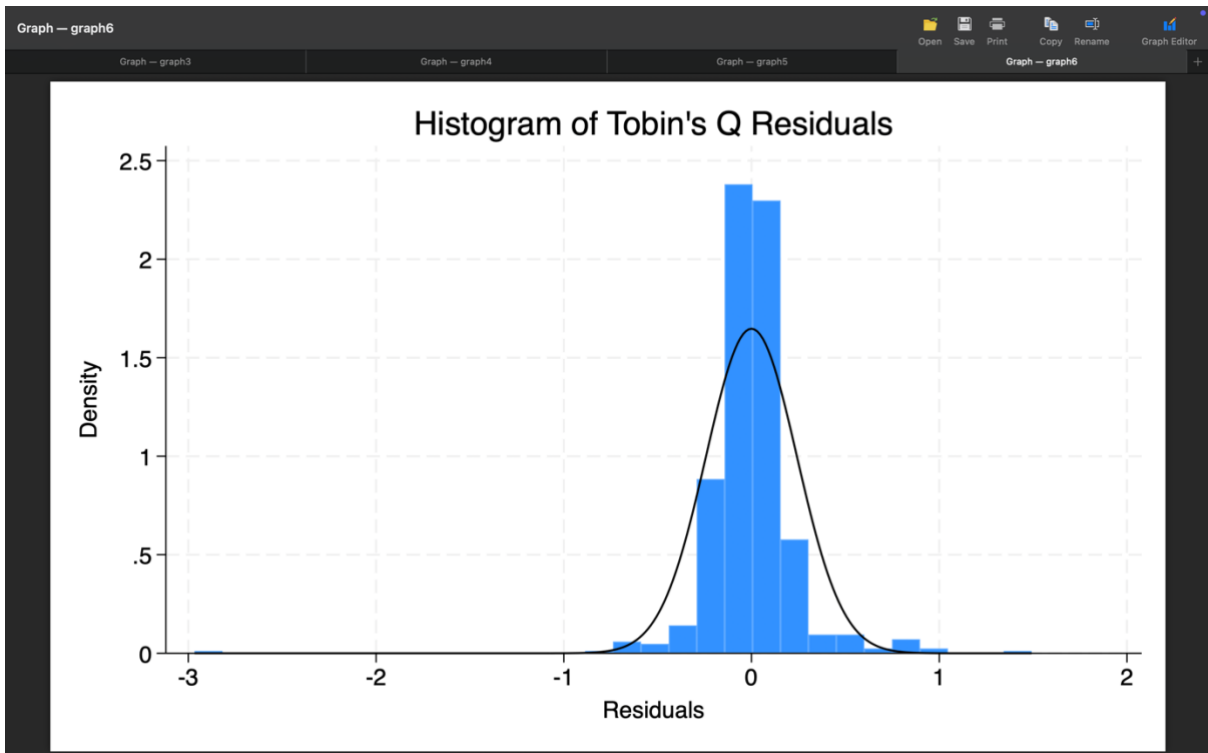 Graph — graph6
Open Save Print Copy Rename Graph Editor
Graph — graph3 Graph — graph4 Graph — graph5 Graph — graph6 +
Histogram of Tobin's Q Residuals
2.5
2
1.5
1
.5
0
Density
-3 -2 -1 0 1 2
Residuals